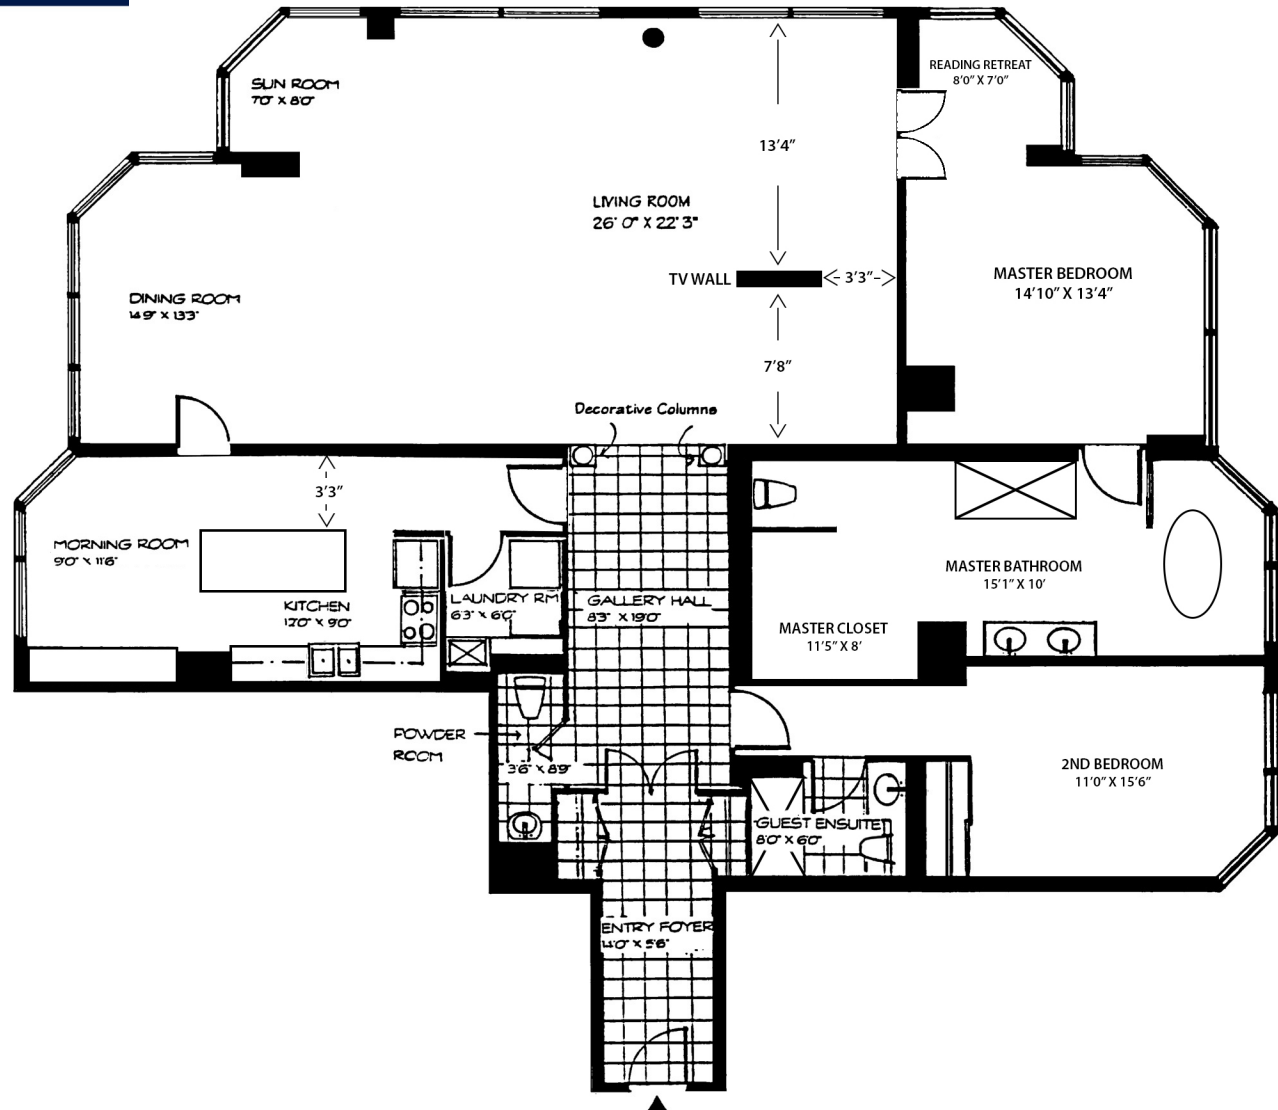 READING RETREAT
8'0" X 7'0"
SUN ROOM
7'0" X 8'0"
13'4"
LIVING ROOM
26'0" X 22'3"
TV WALL
3'3"
MASTER BEDROOM
14'10" X 13'4"
DINING ROOM
14'9" X 13'3"
7'8"
Decorative Columns
3'3"
MORNING ROOM
9'0" X 11'6"
KITCHEN
12'0" X 9'0"
LAUNDRY RM
6'3" X 6'0"
GALLERY HALL
8'3" X 19'0"
MASTER BATHROOM
15'1" X 10'
MASTER CLOSET
11'5" X 8'
POWDER
ROOM
3'6" X 8'9"
2ND BEDROOM
11'0" X 15'6"
GUEST ENSUITE
8'0" X 6'0"
ENTRY FOYER
14'0" X 5'6"